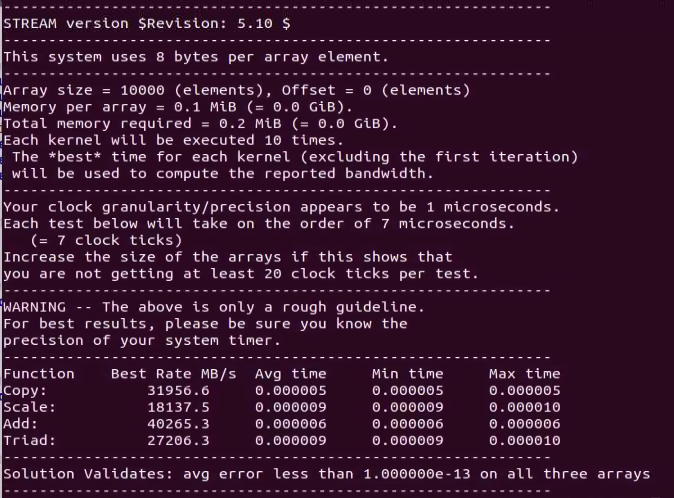 -------------------------------------------------------------
STREAM version $Revision: 5.10 $
-------------------------------------------------------------
This system uses 8 bytes per array element.
-------------------------------------------------------------
Array size = 10000 (elements), Offset = 0 (elements)
Memory per array = 0.1 MiB (= 0.0 GiB).
Total memory required = 0.2 MiB (= 0.0 GiB).
Each kernel will be executed 10 times.
 The *best* time for each kernel (excluding the first iteration)
 will be used to compute the reported bandwidth.
-------------------------------------------------------------
Your clock granularity/precision appears to be 1 microseconds.
Each test below will take on the order of 7 microseconds.
   (= 7 clock ticks)
Increase the size of the arrays if this shows that
you are not getting at least 20 clock ticks per test.
-------------------------------------------------------------
WARNING -- The above is only a rough guideline.
For best results, please be sure you know the
precision of your system timer.
-------------------------------------------------------------
Function    Best Rate MB/s  Avg time     Min time     Max time
Copy:           31956.6     0.000005     0.000005     0.000005
Scale:          18137.5     0.000009     0.000009     0.000010
Add:            40265.3     0.000006     0.000006     0.000006
Triad:          27206.3     0.000009     0.000009     0.000010
-------------------------------------------------------------
Solution Validates: avg error less than 1.000000e-13 on all three arrays
-------------------------------------------------------------